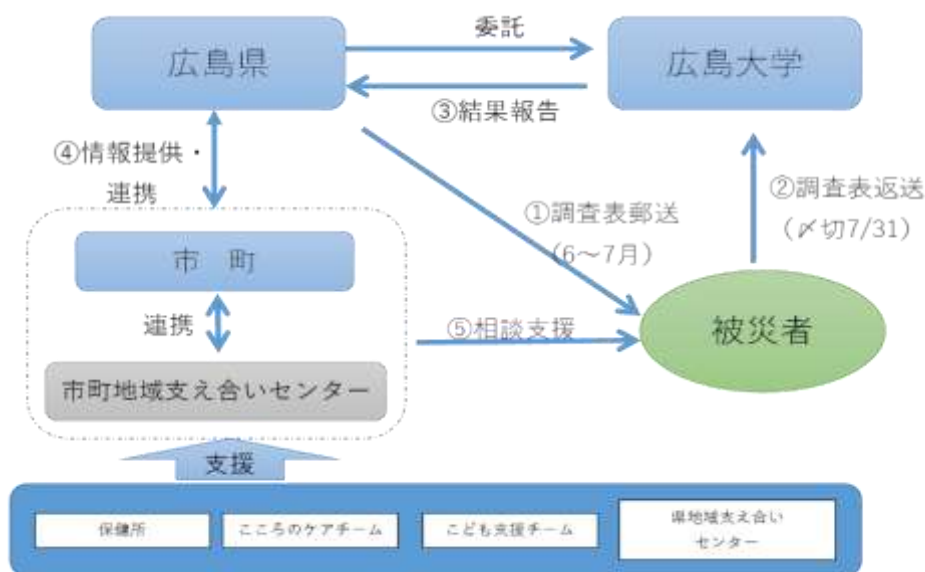 広島県
委託
広島大学
③結果報告
④情報提供・
連携
①調査表郵送
(6～7月)
②調査表返送
(〆切7/31)
市 町
連携
市町地域支え合いセンター
⑤相談支援
被災者
支援
保健所
こころのケアチーム
こども支援チーム
県地域支え合い
センター